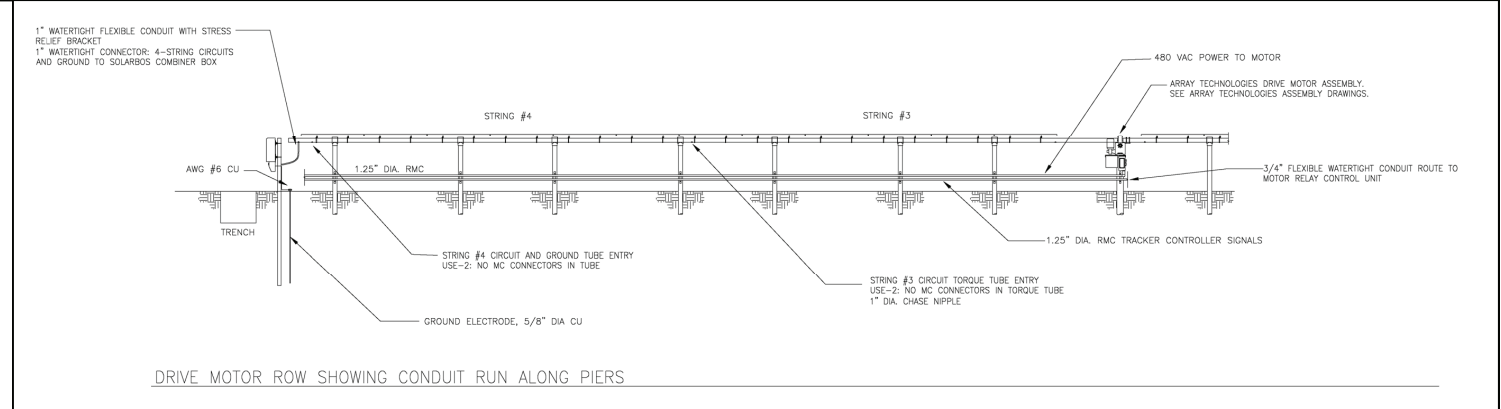 1" WATERTIGHT FLEXIBLE CONDUIT WITH STRESS
RELIEF BRACKET
1" WATERTIGHT CONNECTOR: 4-STRING CIRCUITS
AND GROUND TO SOLARBOS COMBINER BOX
480 VAC POWER TO MOTOR
ARRAY TECHNOLOGIES DRIVE MOTOR ASSEMBLY.
SEE ARRAY TECHNOLOGIES ASSEMBLY DRAWINGS.
STRING #4
STRING #3
AWG #6 CU
1.25" DIA. RMC
3/4" FLEXIBLE WATERTIGHT CONDUIT ROUTE TO
MOTOR RELAY CONTROL UNIT
TRENCH
1.25" DIA. RMC TRACKER CONTROLLER SIGNALS
STRING #4 CIRCUIT AND GROUND TUBE ENTRY
USE-2: NO MC CONNECTORS IN TUBE
STRING #3 CIRCUIT TORQUE TUBE ENTRY
USE-2: NO MC CONNECTORS IN TORQUE TUBE
1" DIA. CHASE NIPPLE
GROUND ELECTRODE, 5/8" DIA CU
DRIVE MOTOR ROW SHOWING CONDUIT RUN ALONG PIERS